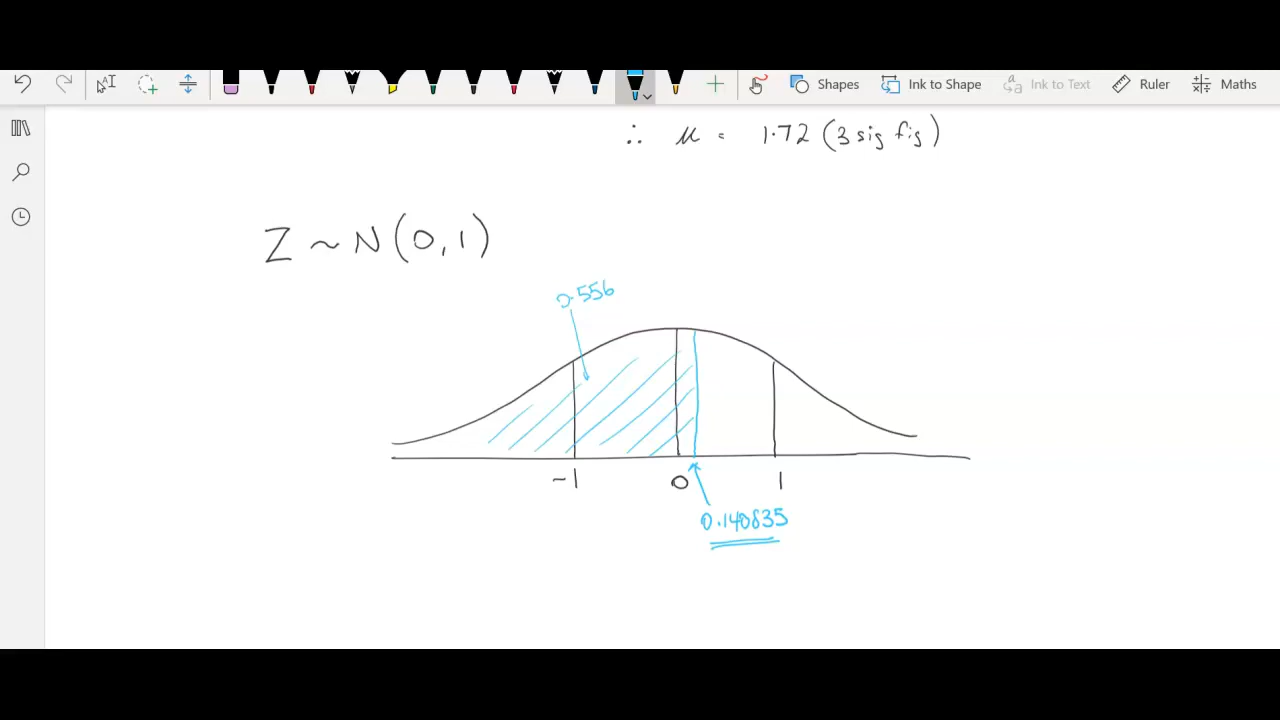 Shapes Ink to Shape Ink to Text Ruler Maths
∴ μ = 1.72 (3 sig fig)
Z ~ N(0,1)
0.556
-1 0 1
0.140835